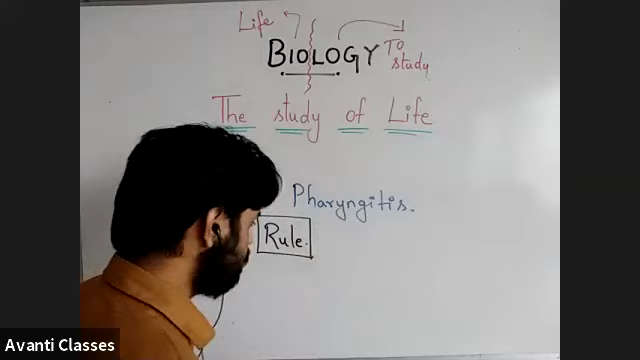 Life
BIOLOGY
TO
study
The study of Life
Pharyngitis.
Rule.
Avanti Classes